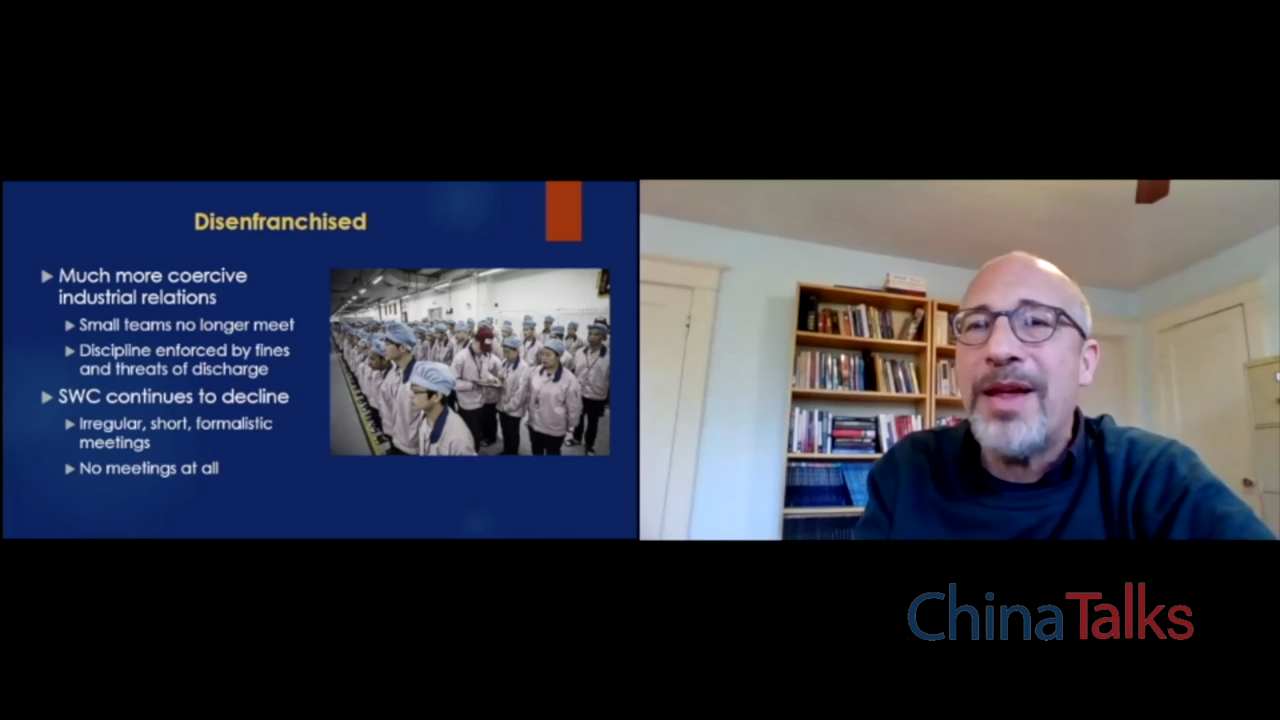 Disenfranchised
Much more coercive
industrial relations
Small teams no longer meet
Discipline enforced by fines
and threats of discharge
SWC continues to decline
Irregular, short, formalistic
meetings
No meetings at all
ChinaTalks